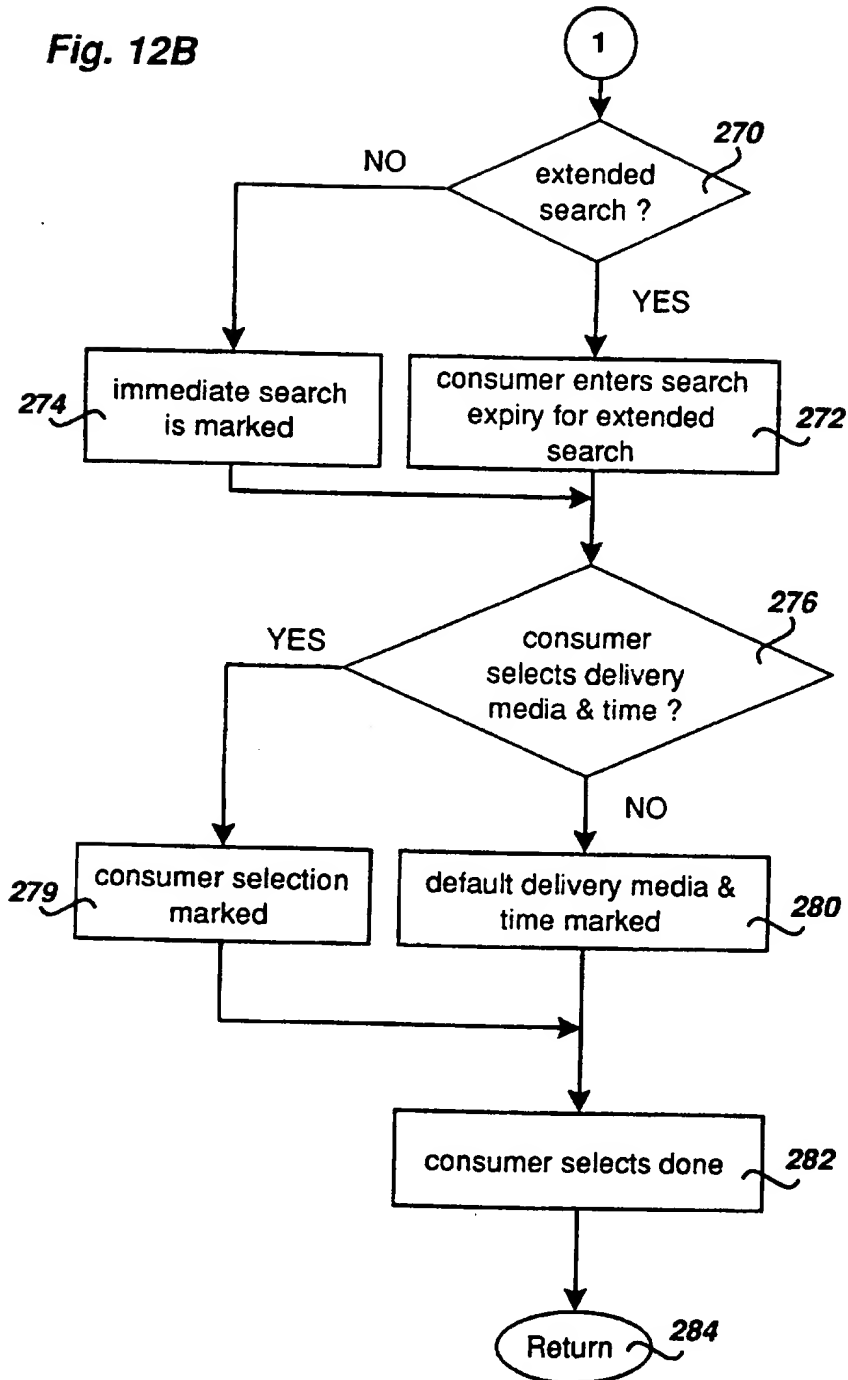 Fig. 12B
1
270
extended
search ?
NO
YES
274
immediate search
is marked
consumer enters search
expiry for extended
search
272
276
consumer
selects delivery
media & time ?
YES
NO
279
consumer selection
marked
default delivery media &
time marked
280
consumer selects done
282
Return
284